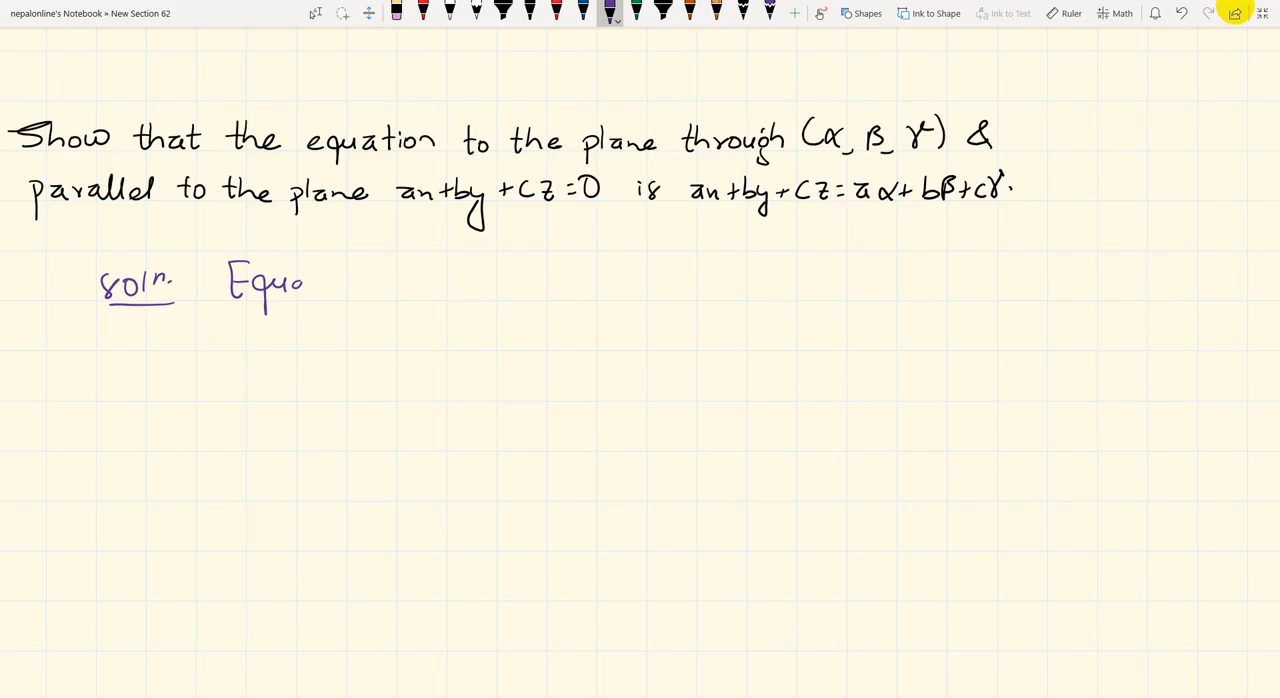 nepalonline's Notebook » New Section 62
Shapes Ink to Shape Ink to Text Ruler Math
Show that the equation to the plane through (α, β, γ) &
parallel to the plane ax+by+cz=0 is ax+by+cz=aα+bβ+cγ.
soln. Equa